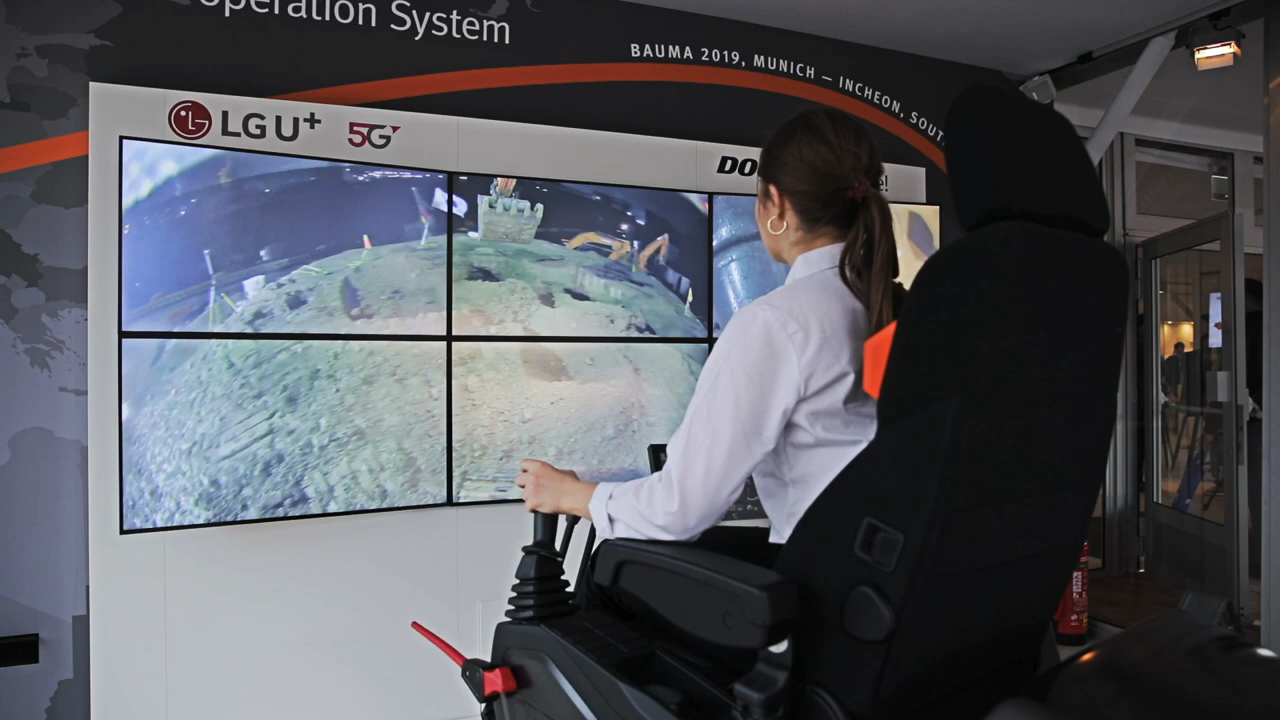 operation System
BAUMA 2019, MUNICH – INCHEON, SOUT
LG U+ 5G
DO
e!